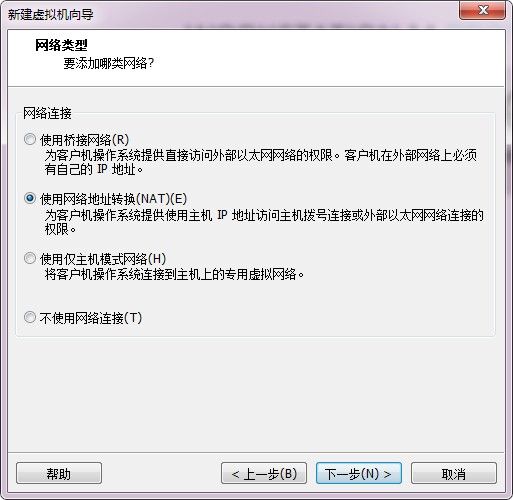 新建虚拟机向导
网络类型
要添加哪类网络?
网络连接
使用桥接网络(R)
为客户机操作系统提供直接访问外部以太网网络的权限。客户机在外部网络上必须
有自己的 IP 地址。
使用网络地址转换(NAT)(E)
为客户机操作系统提供使用主机 IP 地址访问主机拨号连接或外部以太网网络连接的
权限。
使用仅主机模式网络(H)
将客户机操作系统连接到主机上的专用虚拟网络。
不使用网络连接(T)
帮助
< 上一步(B)
下一步(N) >
取消